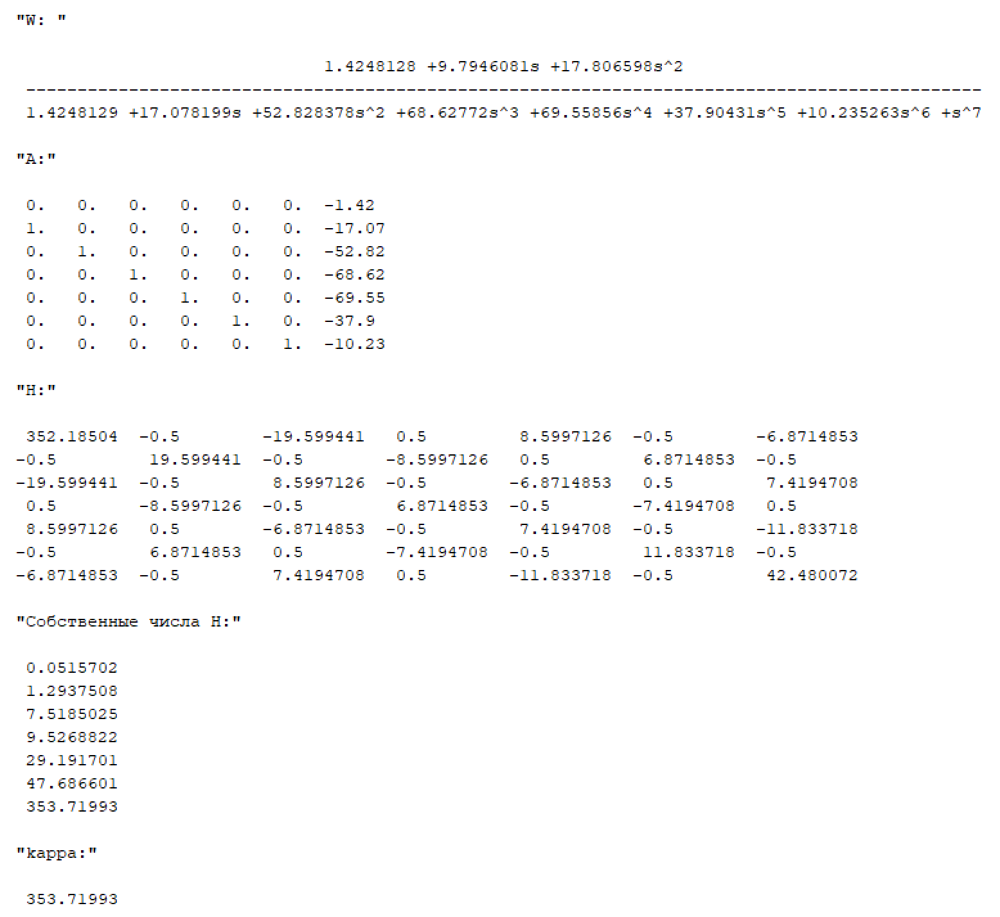 "W: "
1.4248128 +9.7946081s +17.806598s^2
---------------------------------------------------------------------------------------------
1.4248129 +17.078199s +52.828378s^2 +68.62772s^3 +69.55856s^4 +37.90431s^5 +10.235263s^6 +s^7
"A:"
0. 0. 0. 0. 0. 0. -1.42
1. 0. 0. 0. 0. 0. -17.07
0. 1. 0. 0. 0. 0. -52.82
0. 0. 1. 0. 0. 0. -68.62
0. 0. 0. 1. 0. 0. -69.55
0. 0. 0. 0. 1. 0. -37.9
0. 0. 0. 0. 0. 1. -10.23
"H:"
352.18504 -0.5 -19.599441 0.5 8.5997126 -0.5 -6.8714853
-0.5 19.599441 -0.5 -8.5997126 0.5 6.8714853 -0.5
-19.599441 -0.5 8.5997126 -0.5 -6.8714853 0.5 7.4194708
0.5 -8.5997126 -0.5 6.8714853 -0.5 -7.4194708 0.5
8.5997126 0.5 -6.8714853 -0.5 7.4194708 -0.5 -11.833718
-0.5 6.8714853 0.5 -7.4194708 -0.5 11.833718 -0.5
-6.8714853 -0.5 7.4194708 0.5 -11.833718 -0.5 42.480072
"Собственные числа H:"
0.0515702
1.2937508
7.5185025
9.5268822
29.191701
47.686601
353.71993
"kappa:"
353.71993